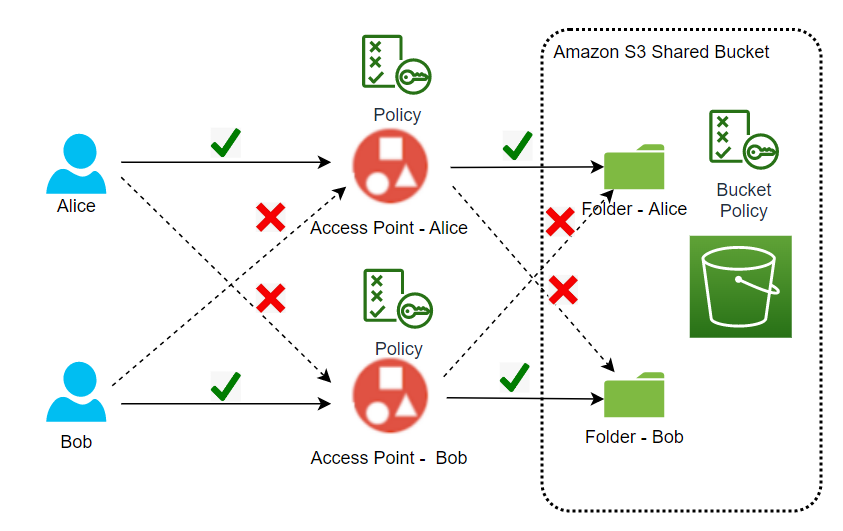 Amazon S3 Shared Bucket
Policy
Alice
Access Point - Alice
Folder - Alice
Bucket
Policy
Policy
Bob
Access Point -  Bob
Folder - Bob